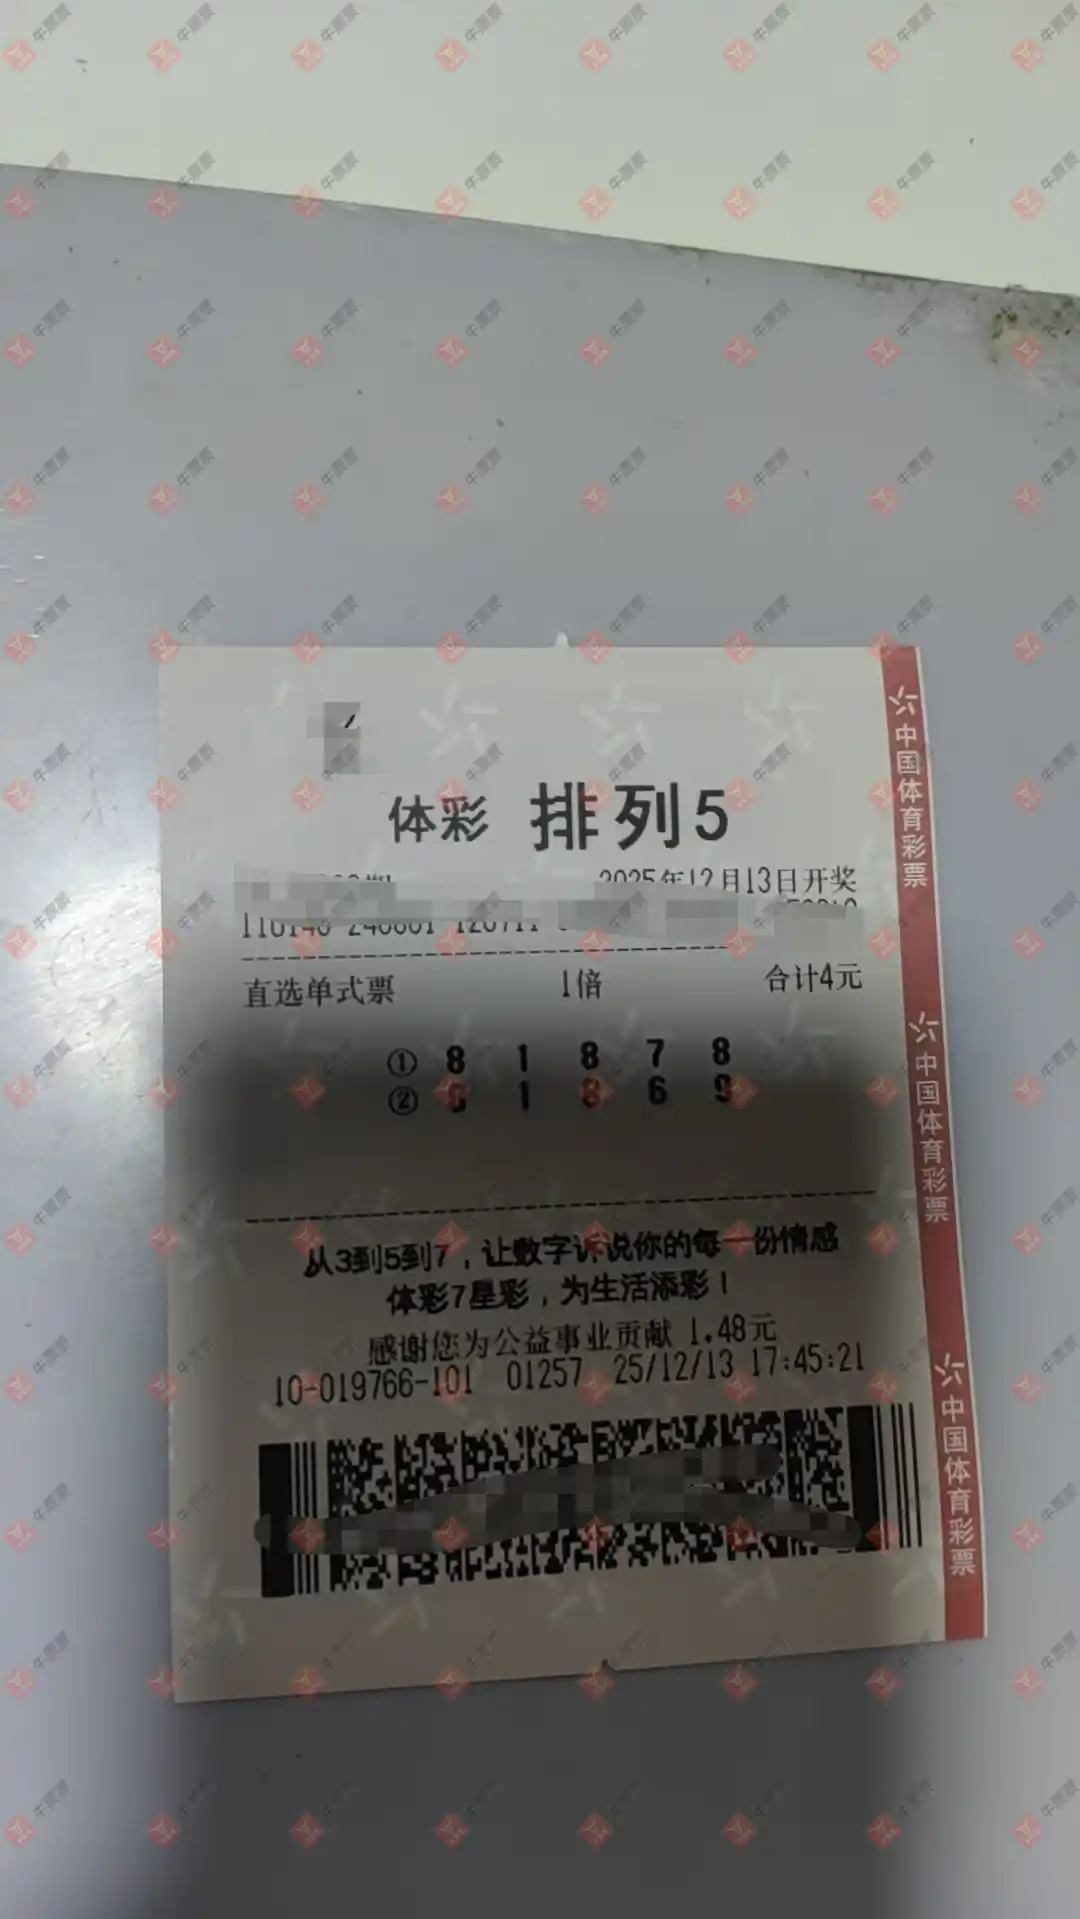 体彩 排列5
2025年12月13日开奖
直选单式票 1倍 合计4元
① 8 1 8 7 8
② 1 8 6 9
从3到5到7，让数字诉说你的每一份情感
体彩7星彩，为生活添彩！
感谢您为公益事业贡献 1.48元
10-019766-101 01257 25/12/13 17:45:21
中国体育彩票
中国体育彩票
中国体育彩票